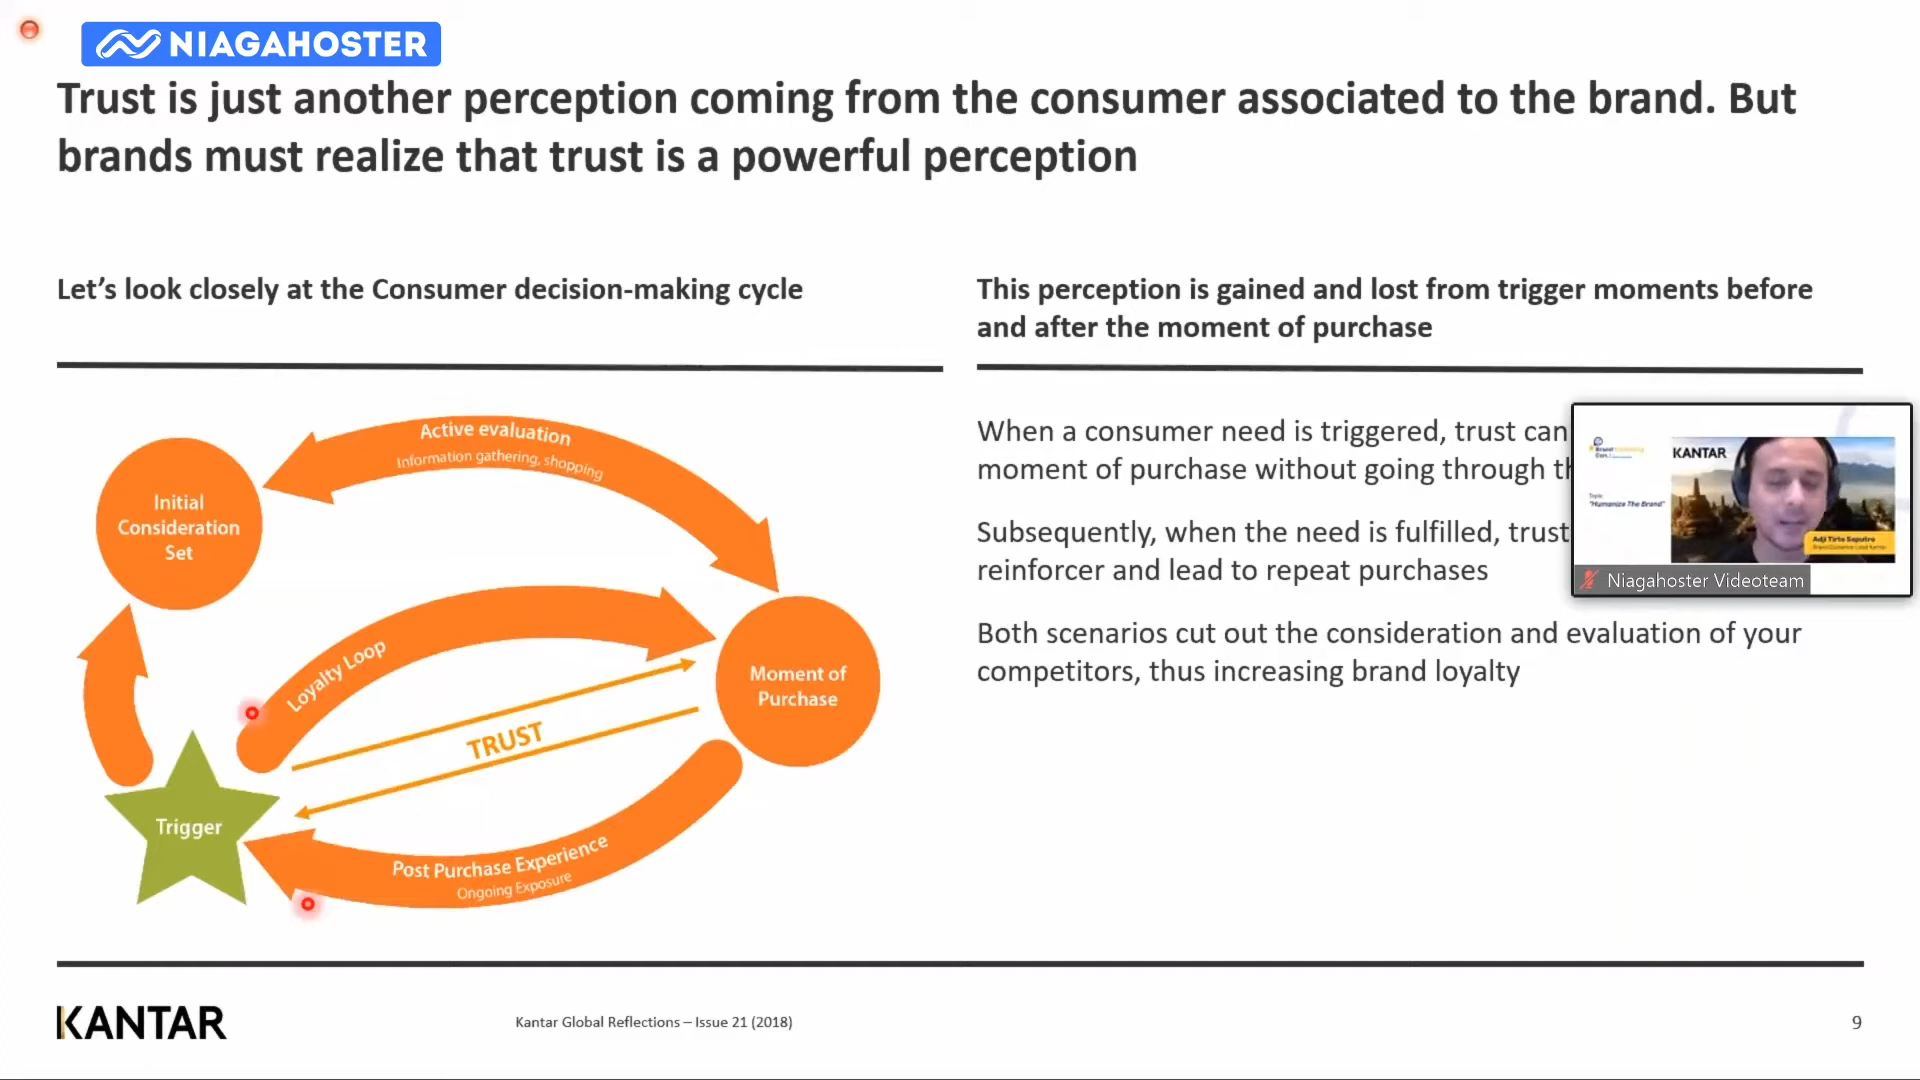 NIAGAHOSTER
Trust is just another perception coming from the consumer associated to the brand. But
brands must realize that trust is a powerful perception
Let’s look closely at the Consumer decision-making cycle
This perception is gained and lost from trigger moments before
and after the moment of purchase
Active evaluation
Information gathering, shopping
Initial
Consideration
Set
Loyalty Loop
Moment of
Purchase
TRUST
Trigger
Post Purchase Experience
Ongoing Exposure
When a consumer need is triggered, trust can
moment of purchase without going through
Subsequently, when the need is fulfilled, trust
reinforcer and lead to repeat purchases
Both scenarios cut out the consideration and evaluation of your
competitors, thus increasing brand loyalty
KANTAR
"Humanize The Brand"
Adji Tirto Saputro
Niagahoster Videoteam
KANTAR
Kantar Global Reflections – Issue 21 (2018)
9